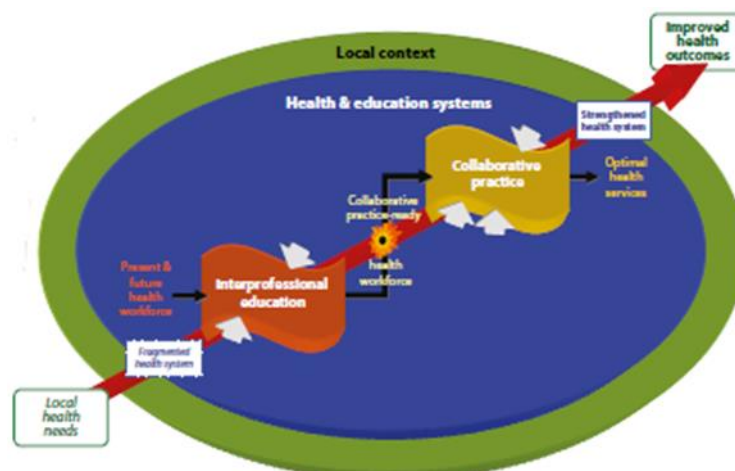 Improved
health
outcomes
Local context
Health & education systems
Strengthened
health system
Collaborative
practice
Optimal
health
services
Collaborative
practice-ready
health
workforce
Present &
future
health
workforce
Interprofessional
education
Fragmented
health system
Local
health
needs